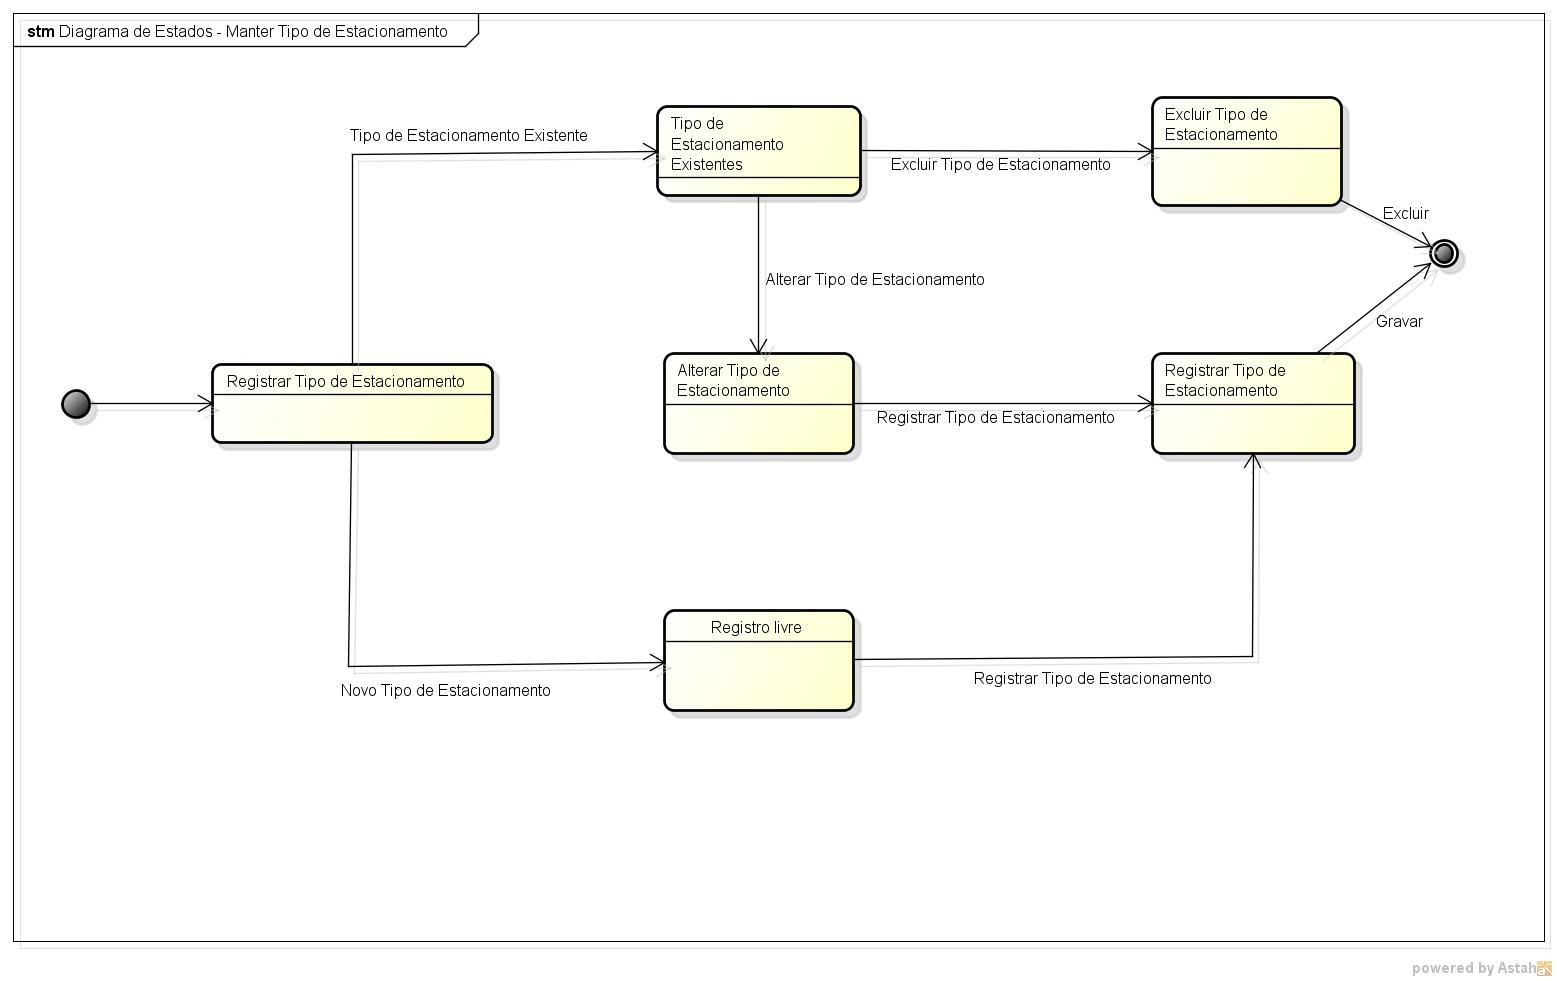 stm Diagrama de Estados - Manter Tipo de Estacionamento
Tipo de Estacionamento Existente
Tipo de
Estacionamento
Existentes
Excluir Tipo de Estacionamento
Excluir Tipo de
Estacionamento
Excluir
Alterar Tipo de Estacionamento
Gravar
Registrar Tipo de Estacionamento
Alterar Tipo de
Estacionamento
Registrar Tipo de Estacionamento
Registrar Tipo de
Estacionamento
Registro livre
Novo Tipo de Estacionamento
Registrar Tipo de Estacionamento
powered by Astah